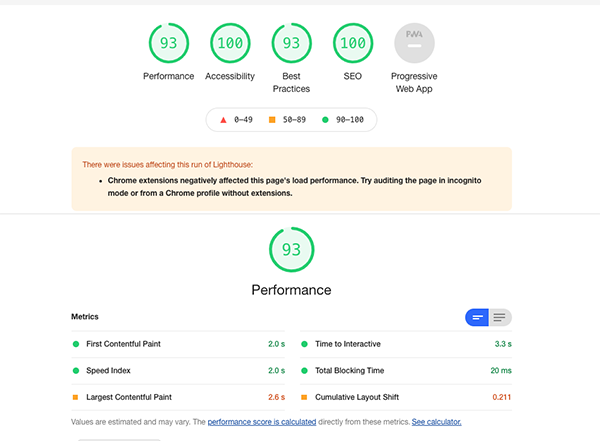 93 100 93 100 PWA
Performance Accessibility Best Practices SEO Progressive Web App
0–49 50–89 90–100
There were issues affecting this run of Lighthouse:
• Chrome extensions negatively affected this page's load performance. Try auditing the page in incognito
mode or from a Chrome profile without extensions.
93
Performance
Metrics
First Contentful Paint 2.0 s Time to Interactive 3.3 s
Speed Index 2.0 s Total Blocking Time 20 ms
Largest Contentful Paint 2.6 s Cumulative Layout Shift 0.211
Values are estimated and may vary. The performance score is calculated directly from these metrics. See calculator.